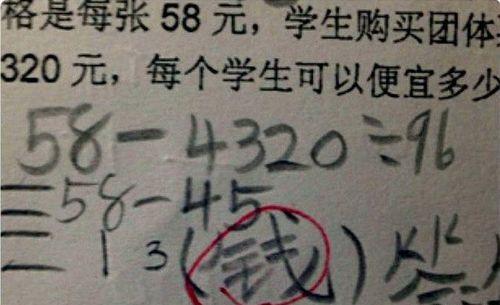 格是每张 58 元，学生购买团体
320 元，每个学生可以便宜多少
58-4320÷96
=58-45
=13(钱)